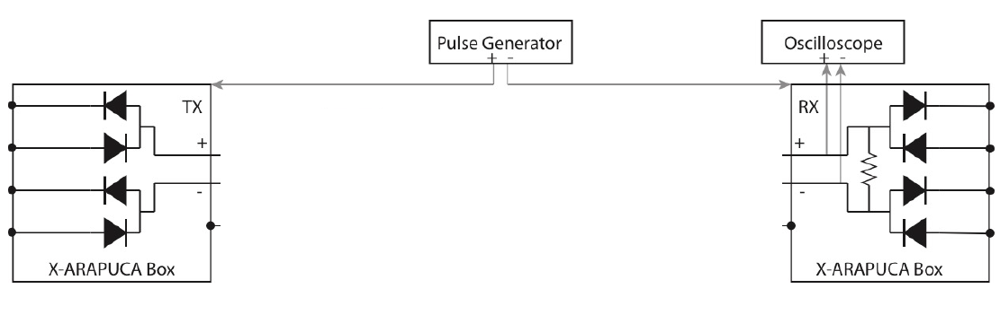 Pulse Generator
+ -
Oscilloscope
+ -
TX
+
-
X-ARAPUCA Box
RX
+
-
X-ARAPUCA Box